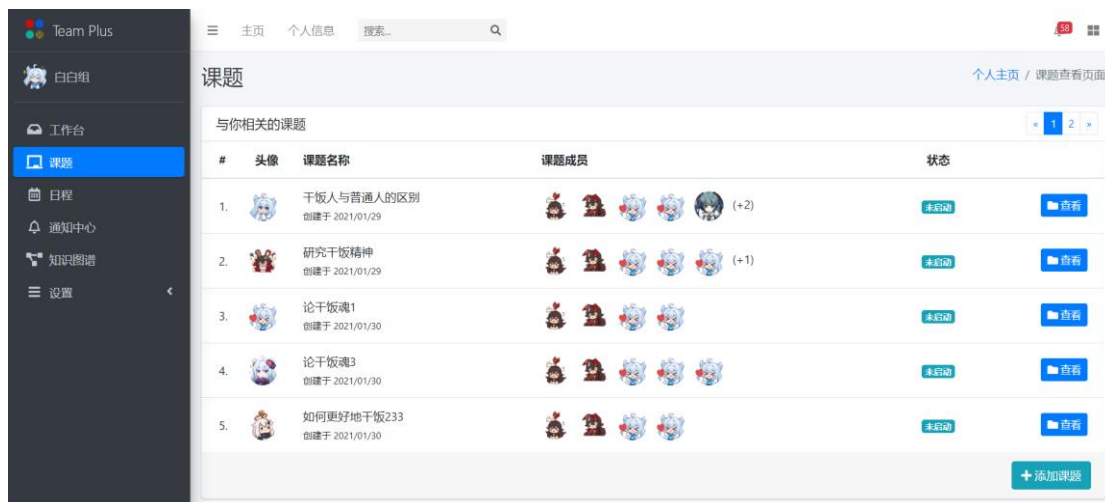 Team Plus
主页 个人信息 搜索... 58
白白组
课题
个人主页 / 课题查看页面
工作台
课题
日程
通知中心
知识图谱
设置
与你相关的课题
« 1 2 »
# 头像 课题名称 课题成员 状态
1. 干饭人与普通人的区别 (+2) 未启动 查看
创建于 2021/01/29
2. 研究干饭精神 (+1) 未启动 查看
创建于 2021/01/29
3. 论干饭魂1 未启动 查看
创建于 2021/01/30
4. 论干饭魂3 未启动 查看
创建于 2021/01/30
5. 如何更好地干饭233 未启动 查看
创建于 2021/01/30
+添加课题